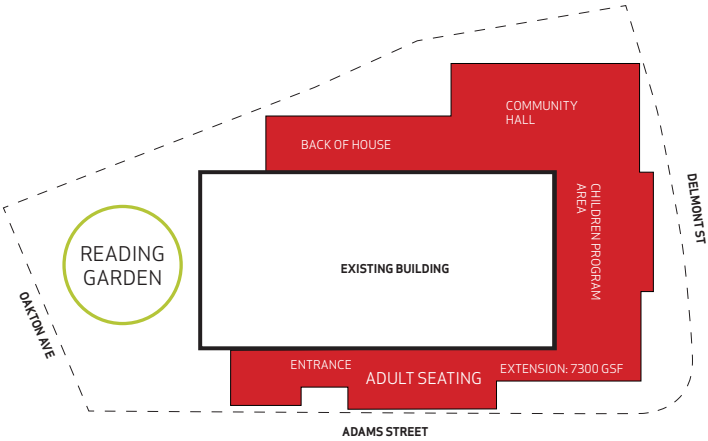 COMMUNITY
HALL
BACK OF HOUSE
CHILDREN PROGRAM
AREA
DELMONT ST
READING
GARDEN
EXISTING BUILDING
OAKTON AVE
ENTRANCE
ADULT SEATING
EXTENSION: 7300 GSF
ADAMS STREET